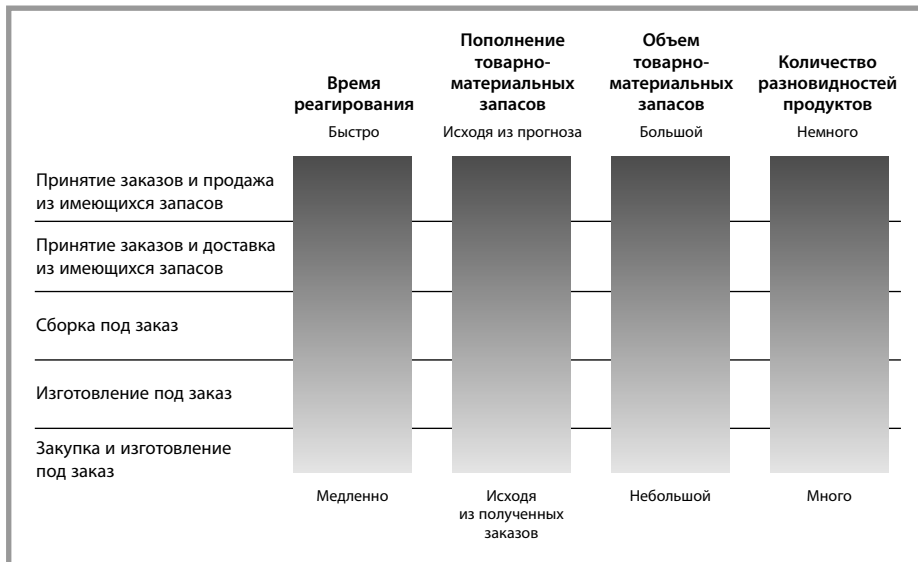 Время
реагирования
Пополнение
товарно-
материальных
запасов
Объем
товарно-
материальных
запасов
Количество
разновидностей
продуктов
Быстро
Исходя из прогноза
Большой
Немного
Принятие заказов и продажа
из имеющихся запасов
Принятие заказов и доставка
из имеющихся запасов
Сборка под заказ
Изготовление под заказ
Закупка и изготовление
под заказ
Медленно
Исходя
из полученных
заказов
Небольшой
Много